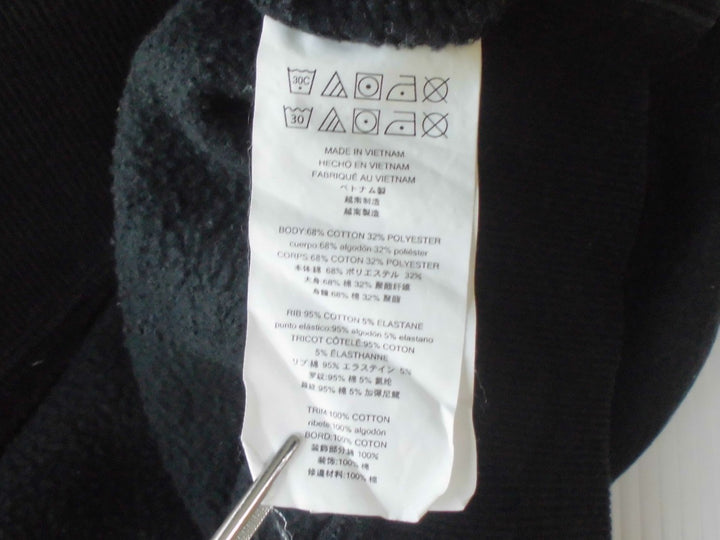 30C
30
MADE IN VIETNAM
HECHO EN VIETNAM
FABRIQUÉ AU VIETNAM
ベトナム製
越南制造
越南製造
BODY:68% COTTON 32% POLYESTER
cuerpo:68% algodón 32% poliéster
CORPS:68% COTON 32% POLYESTER
本体 綿 68% ポリエステル 32%
大身:68% 棉 32% 聚酯纤维
68% 棉 32% 聚酯
RIB:95% COTTON 5% ELASTANE
punto elástico:95% algodón 5% elastano
TRICOT CÔTELÉ:95% COTON
5% ÉLASTHANNE
リブ 綿 95% エラステイン 5%
罗纹:95% 棉 5% 氨纶
95% 棉 5% 加彈尼龍
TRIM:100% COTTON
ribete:100% algodón
BORD:100% COTON
装飾部分 綿 100%
装饰:100% 棉
修邊材料:100% 棉